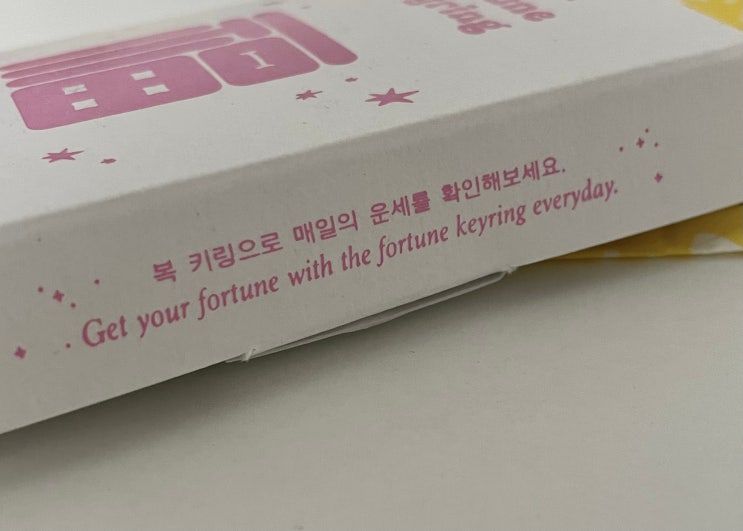 복 키링으로 매일의 운세를 확인해보세요.
Get your fortune with the fortune keyring everyday.